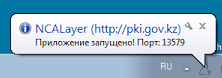 NCALayer (http://pki.gov.kz)
Приложение запущено! Порт: 13579
RU